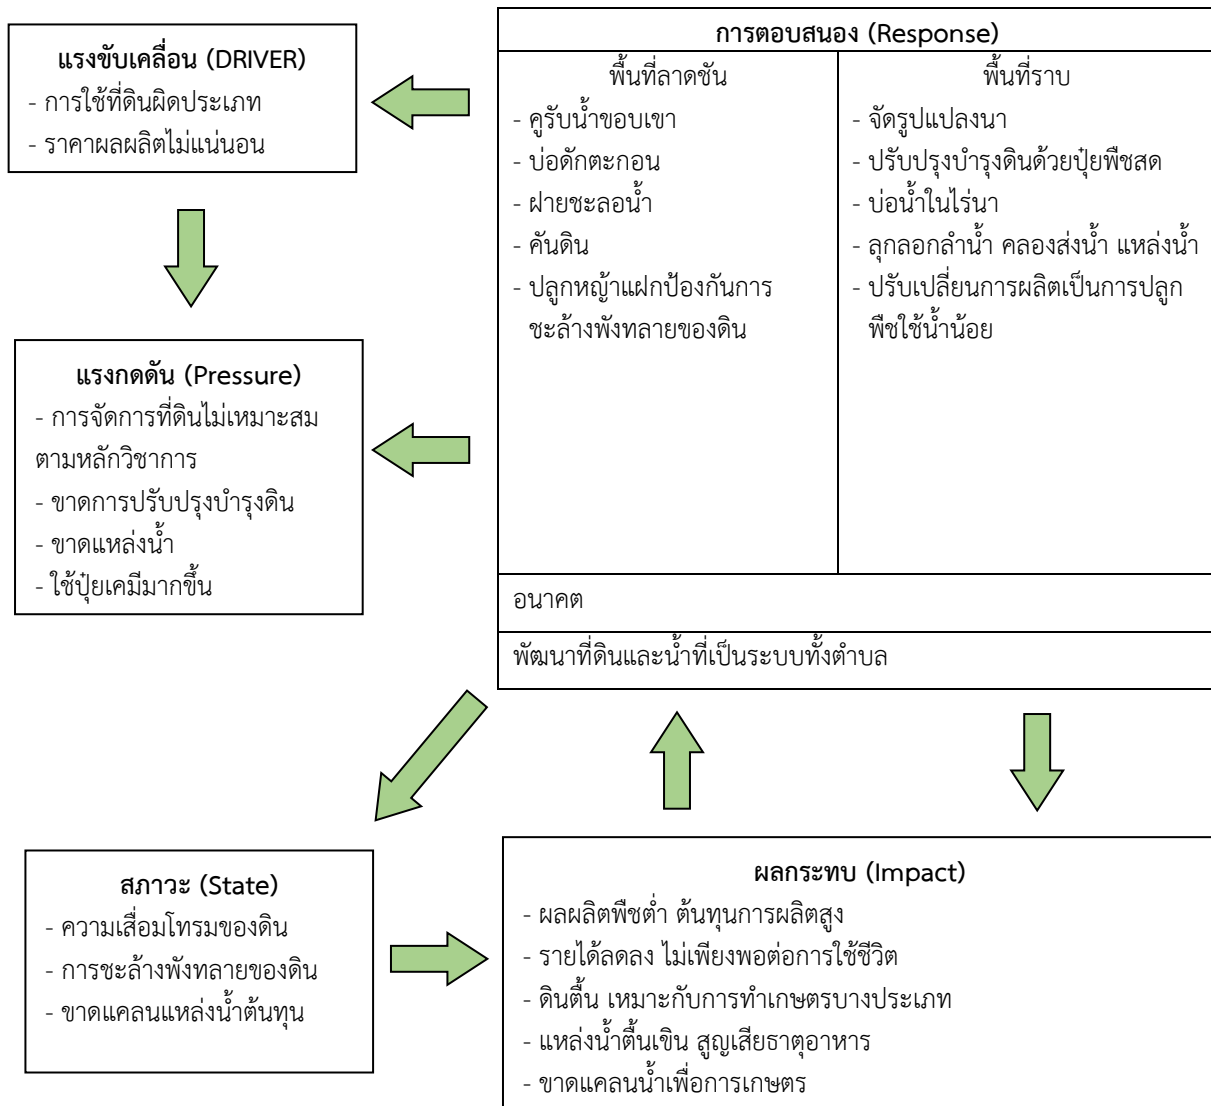 แรงขับเคลื่อน (DRIVER)
- การใช้ที่ดินผิดประเภท
- ราคาผลผลิตไม่แน่นอน
แรงกดดัน (Pressure)
- การจัดการที่ดินไม่เหมาะสม
ตามหลักวิชาการ
- ขาดการปรับปรุงบำรุงดิน
- ขาดแหล่งน้ำ
- ใช้ปุ๋ยเคมีมากขึ้น
การตอบสนอง (Response)
พื้นที่ลาดชัน
- คูรับน้ำขอบเขา
- บ่อดักตะกอน
- ฝายชะลอน้ำ
- คันดิน
- ปลูกหญ้าแฝกป้องกันการ
ชะล้างพังทลายของดิน
พื้นที่ราบ
- จัดรูปแปลงนา
- ปรับปรุงบำรุงดินด้วยปุ๋ยพืชสด
- บ่อน้ำในไร่นา
- ลุกลอกลำน้ำ คลองส่งน้ำ แหล่งน้ำ
- ปรับเปลี่ยนการผลิตเป็นการปลูก
พืชใช้น้ำน้อย
อนาคต
พัฒนาที่ดินและน้ำที่เป็นระบบทั้งตำบล
สภาวะ (State)
- ความเสื่อมโทรมของดิน
- การชะล้างพังทลายของดิน
- ขาดแคลนแหล่งน้ำต้นทุน
ผลกระทบ (Impact)
- ผลผลิตพืชต่ำ ต้นทุนการผลิตสูง
- รายได้ลดลง ไม่เพียงพอต่อการใช้ชีวิต
- ดินตื้น เหมาะกับการทำเกษตรบางประเภท
- แหล่งน้ำตื้นเขิน สูญเสียธาตุอาหาร
- ขาดแคลนน้ำเพื่อการเกษตร